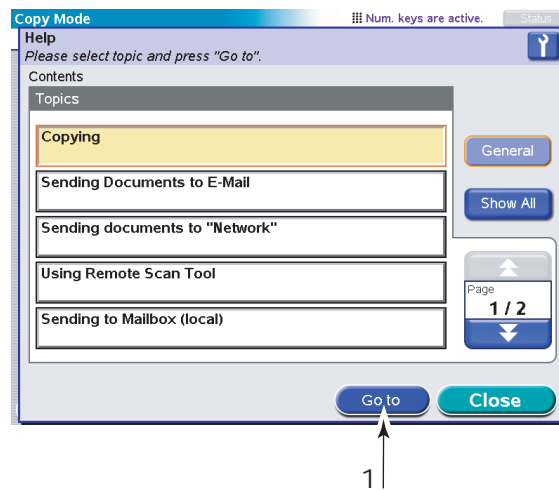 Copy Mode
Num. keys are active.
Status
Help
Please select topic and press "Go to".
Contents
Topics
Copying
General
Sending Documents to E-Mail
Show All
Sending documents to "Network"
Using Remote Scan Tool
Page
1 / 2
Sending to Mailbox (local)
Go to
Close
1